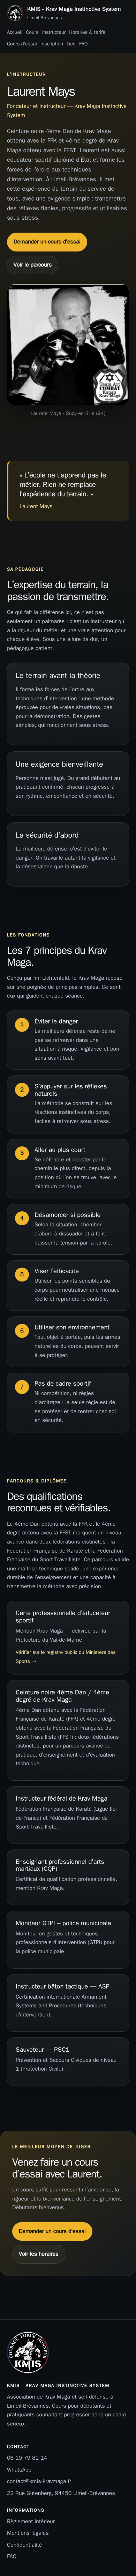 KMIS - Krav Maga Instinctive System
Limeil-Brévannes
Accueil Cours Instructeur Horaires & tarifs
Cours d'essai Inscription Lieu FAQ
L'INSTRUCTEUR
Laurent Mays
Fondateur et instructeur — Krav Maga Instinctive
System
Ceinture noire 4ème Dan de Krav Maga
obtenue avec la FFK et 4ème degré de Krav
Maga obtenu avec la FFST, Laurent est aussi
éducateur sportif diplômé d'État et forme les
forces de l'ordre aux techniques
d'intervention. À Limeil-Brévannes, il met
cette expérience du terrain au service de
tous, avec une exigence simple : transmettre
des réflexes fiables, progressifs et utilisables
sous stress.
Demander un cours d'essai
Voir le parcours
Laurent Mays · Sucy-en-Brie (94)
« L'école ne t'apprend pas le
métier. Rien ne remplace
l'expérience du terrain. »
Laurent Mays
SA PÉDAGOGIE
L'expertise du terrain, la
passion de transmettre.
Ce qui fait la différence ici, ce n'est pas
seulement un palmarès : c'est un instructeur qui
a la rigueur du métier et une vraie attention pour
chaque élève. Sous une allure de dur, un
pédagogue patient.
Le terrain avant la théorie
Il forme les forces de l'ordre aux
techniques d'intervention : une méthode
éprouvée pour de vraies situations, pas
pour la démonstration. Des gestes
simples, qui fonctionnent sous stress.
Une exigence bienveillante
Personne n'est jugé. Du grand débutant au
pratiquant confirmé, chacun progresse à
son rythme, en confiance et en sécurité.
La sécurité d'abord
La meilleure défense, c'est d'éviter le
danger. On travaille autant la vigilance et
la désescalade que la riposte.
LES FONDATIONS
Les 7 principes du Krav
Maga.
Conçu par Imi Lichtenfeld, le Krav Maga repose
sur une poignée de principes simples. Ce sont
eux qui guident chaque séance.
1
Éviter le danger
La meilleure défense reste de ne
pas se retrouver dans une
situation à risque. Vigilance et bon
sens avant tout.
2
S'appuyer sur les réflexes
naturels
La méthode se construit sur les
réactions instinctives du corps,
faciles à retrouver sous stress.
3
Aller au plus court
Se défendre et riposter par le
chemin le plus direct, depuis la
position où l'on se trouve, avec le
minimum de risque.
4
Désamorcer si possible
Selon la situation, chercher
d'abord à dissuader et à faire
baisser la tension par la parole.
5
Viser l'efficacité
Utiliser les points sensibles du
corps pour neutraliser une menace
réelle et reprendre le contrôle.
6
Utiliser son environnement
Tout objet à portée, puis les armes
naturelles du corps, peuvent servir
à se protéger.
7
Pas de cadre sportif
Ni compétition, ni règles
d'arbitrage : la seule règle est de
se protéger et de rentrer chez soi
en sécurité.
PARCOURS & DIPLÔMES
Des qualifications
reconnues et vérifiables.
Le 4ème Dan obtenu avec la FFK et le 4ème
degré obtenu avec la FFST marquent un niveau
avancé dans deux fédérations distinctes : la
Fédération Française de Karaté et la Fédération
Française du Sport Travailliste. Ce parcours valide
une maîtrise technique solide, une expérience
durable de l'enseignement et une capacité à
transmettre la méthode avec précision.
Carte professionnelle d'éducateur
sportif
Mention Krav Maga — délivrée par la
Préfecture du Val-de-Marne.
Vérifier sur le registre public du Ministère des
Sports →
Ceinture noire 4ème Dan / 4ème
degré de Krav Maga
4ème Dan obtenu avec la Fédération
Française de Karaté (FFK) et 4ème degré
obtenu avec la Fédération Française du
Sport Travailliste (FFST) : deux fédérations
distinctes, pour un parcours avancé de
pratique, d'enseignement et d'évaluation
technique.
Instructeur fédéral de Krav Maga
Fédération Française de Karaté (Ligue Île-
de-France) et Fédération Française du
Sport Travailliste.
Enseignant professionnel d'arts
martiaux (CQP)
Certificat de qualification professionnelle,
mention Krav Maga.
Moniteur GTPI – police municipale
Moniteur en gestes et techniques
professionnels d'intervention (GTPI) pour
la police municipale.
Instructeur bâton tactique — ASP
Certification internationale Armament
Systems and Procedures (techniques
d'intervention).
Sauveteur — PSC1
Prévention et Secours Civiques de niveau
1 (Protection Civile).
LE MEILLEUR MOYEN DE JUGER
Venez faire un cours
d'essai avec Laurent.
Un cours suffit pour ressentir l'ambiance, la
rigueur et la bienveillance de l'enseignement.
Débutants bienvenus.
Demander un cours d'essai
Voir les horaires
KMIS
KMIS - KRAV MAGA INSTINCTIVE SYSTEM
Association de Krav Maga et self-défense à
Limeil-Brévannes. Cours pour débutants et
pratiquants souhaitant progresser dans un cadre
sérieux.
CONTACT
06 19 79 82 14
WhatsApp
contact@kmis-kravmaga.fr
22 Rue Gutenberg, 94450 Limeil-Brévannes
INFORMATIONS
Règlement intérieur
Mentions légales
Confidentialité
FAQ